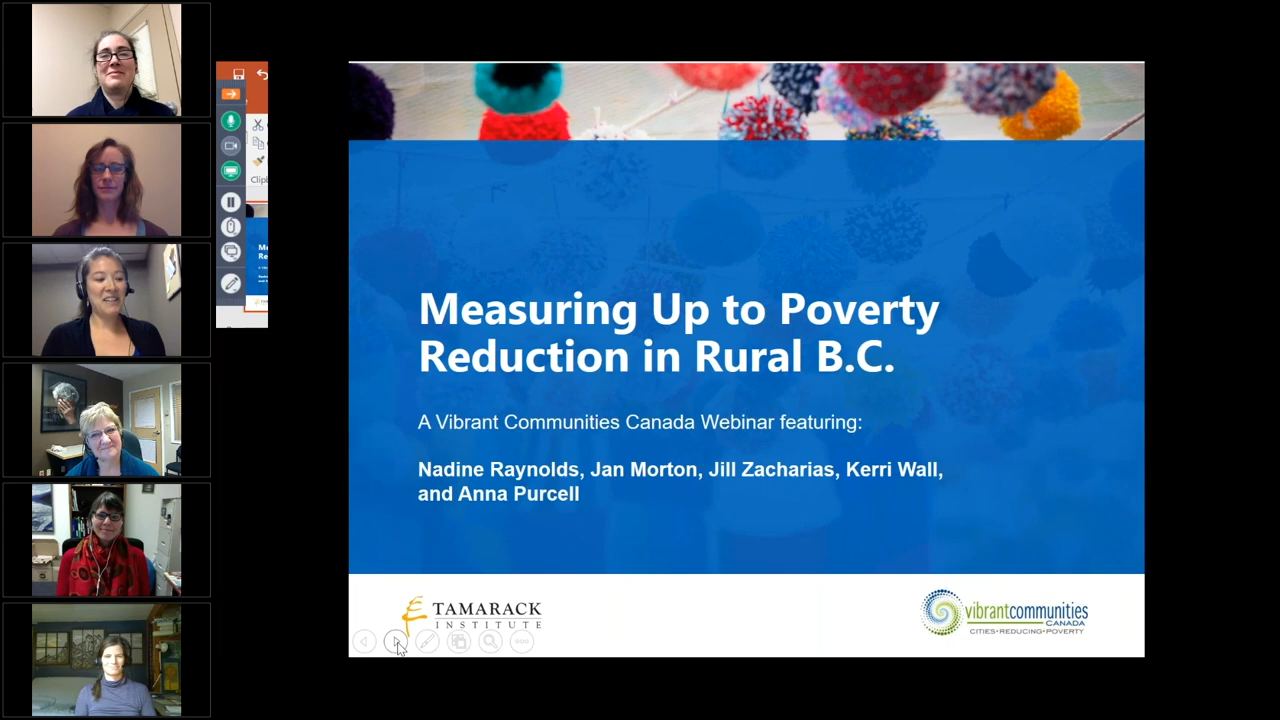 Clipb
Measuring Up to Poverty
Reduction in Rural B.C.
A Vibrant Communities Canada Webinar featuring:
Nadine Raynolds, Jan Morton, Jill Zacharias, Kerri Wall,
and Anna Purcell
TAMARACK
INSTITUTE
vibrantcommunities
CANADA
CITIES•REDUCING•POVERTY